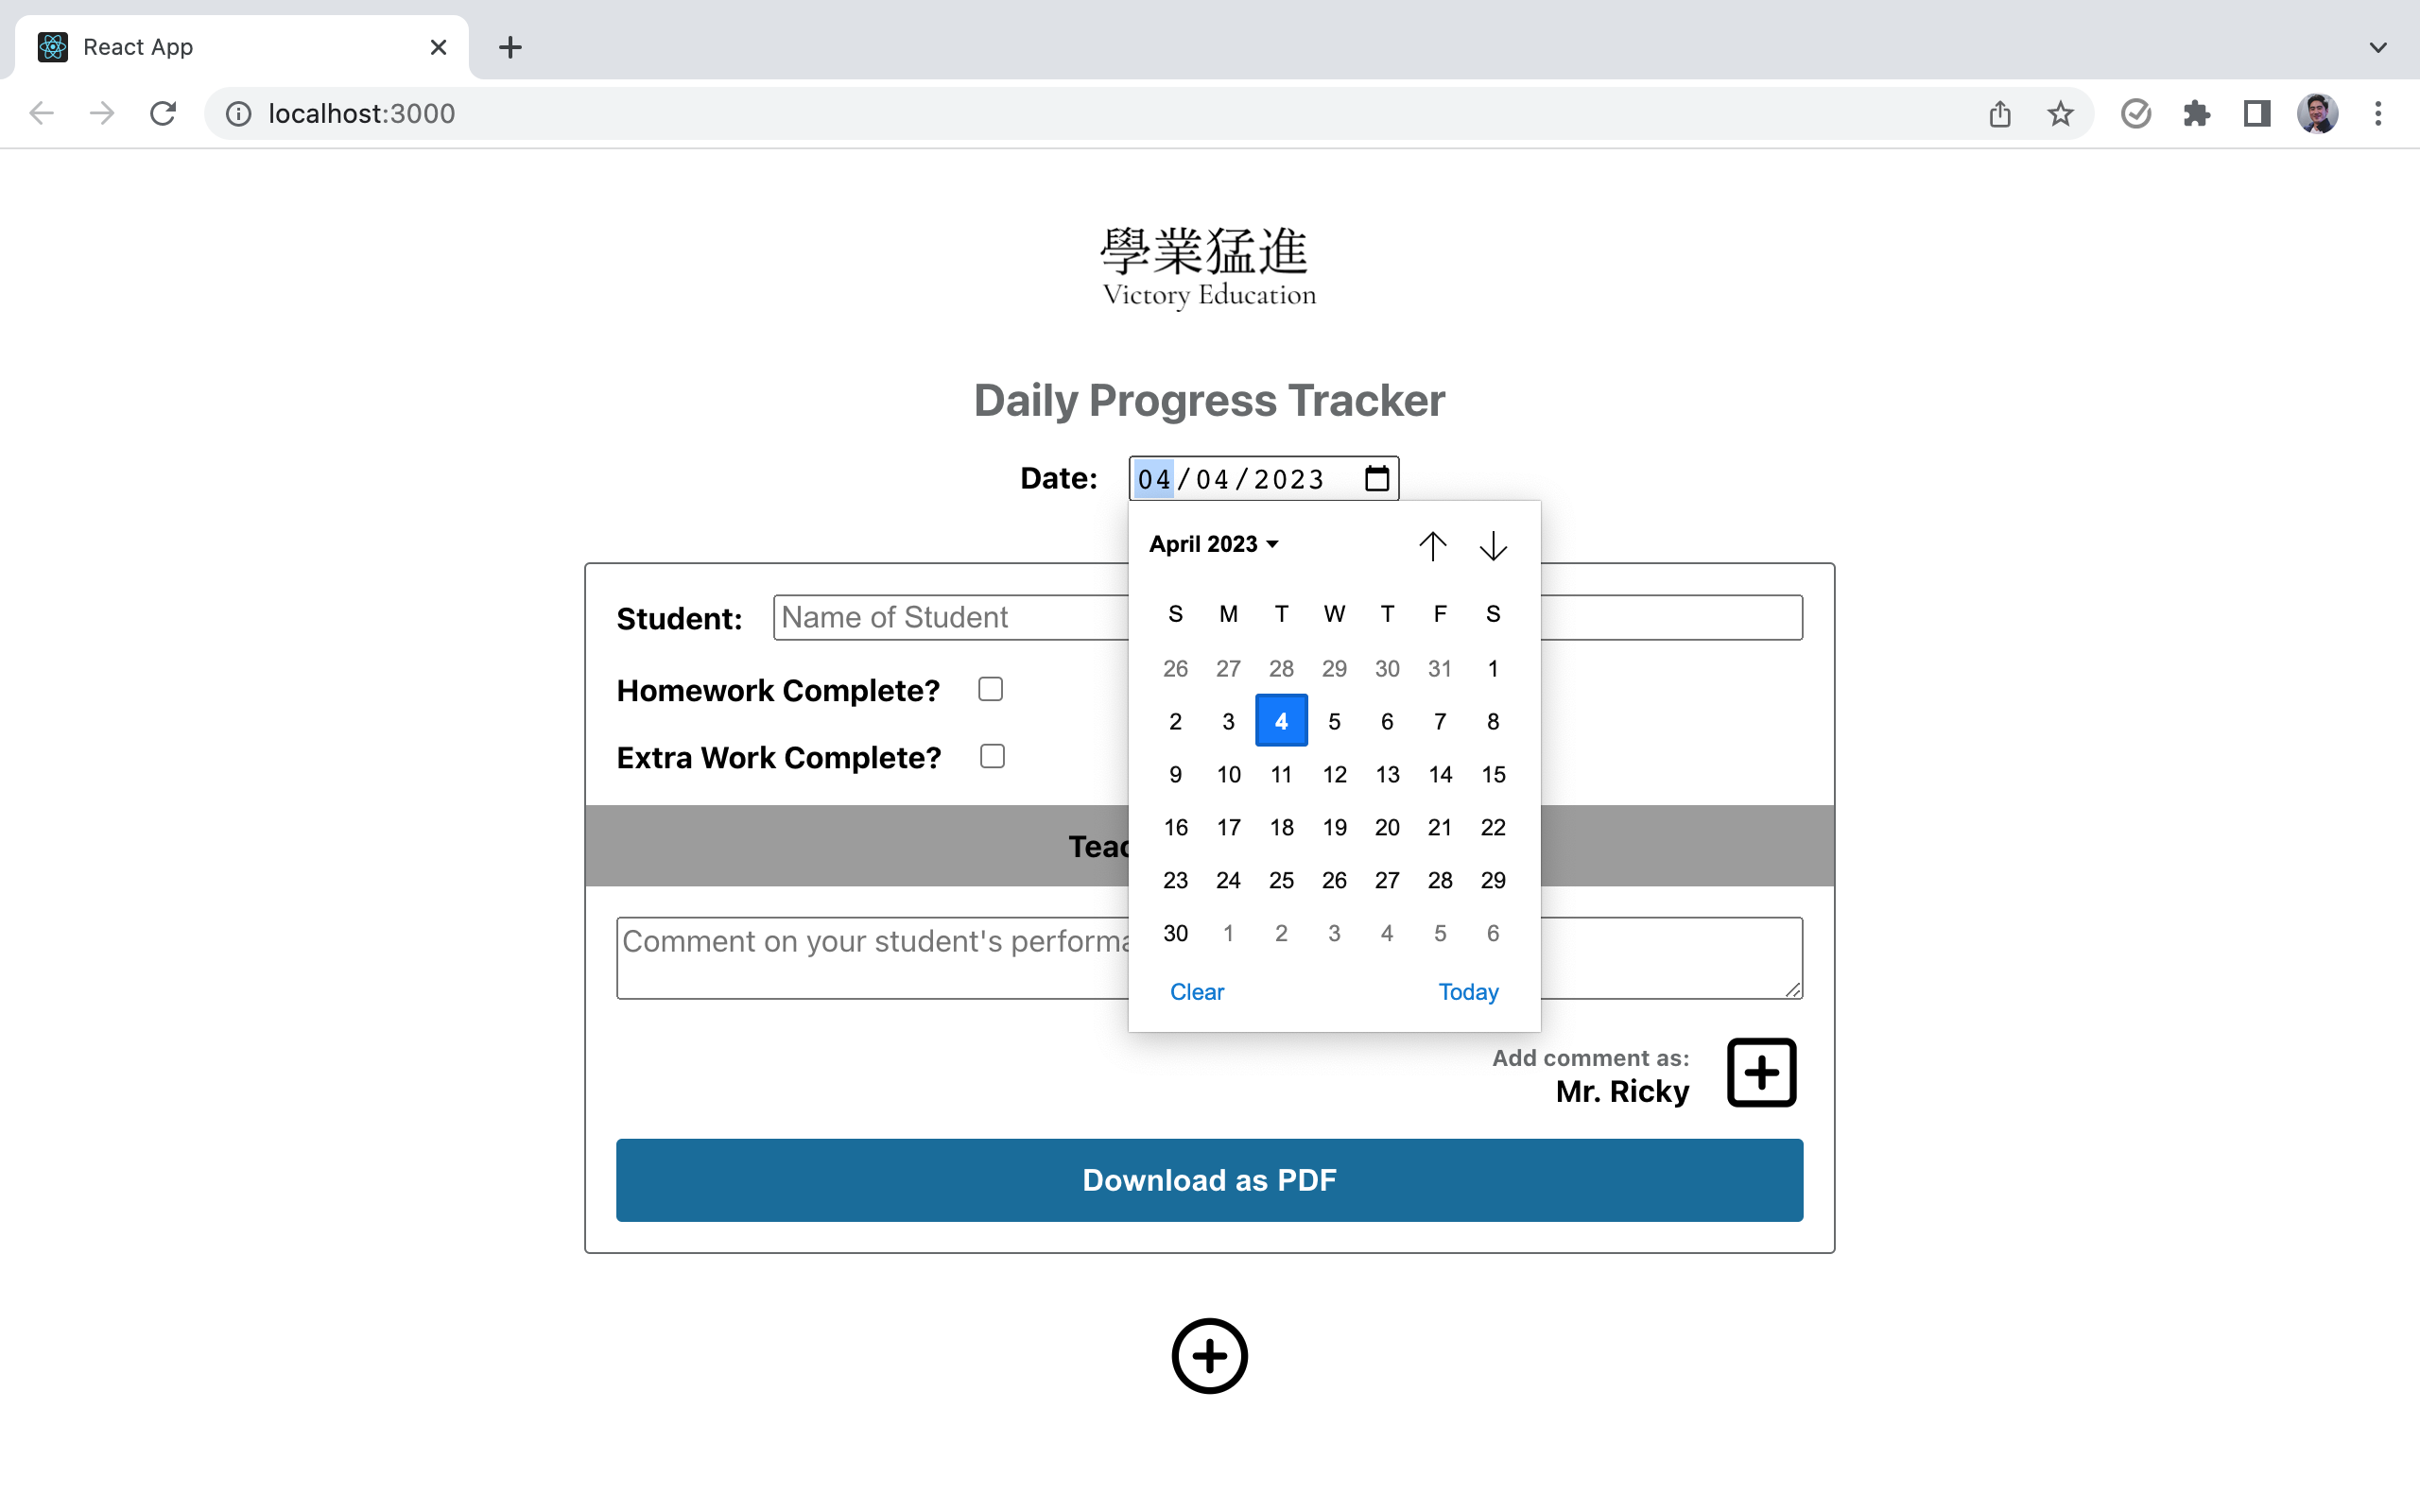 React App
localhost:3000
學業猛進
Victory Education
Daily Progress Tracker
Date: 04/04/2023
April 2023
S M T W T F S
26 27 28 29 30 31 1
2 3 4 5 6 7 8
9 10 11 12 13 14 15
16 17 18 19 20 21 22
23 24 25 26 27 28 29
30 1 2 3 4 5 6
Clear Today
Student: Name of Student
Homework Complete?
Extra Work Complete?
Teac
Comment on your student's performa
Add comment as:
Mr. Ricky
Download as PDF